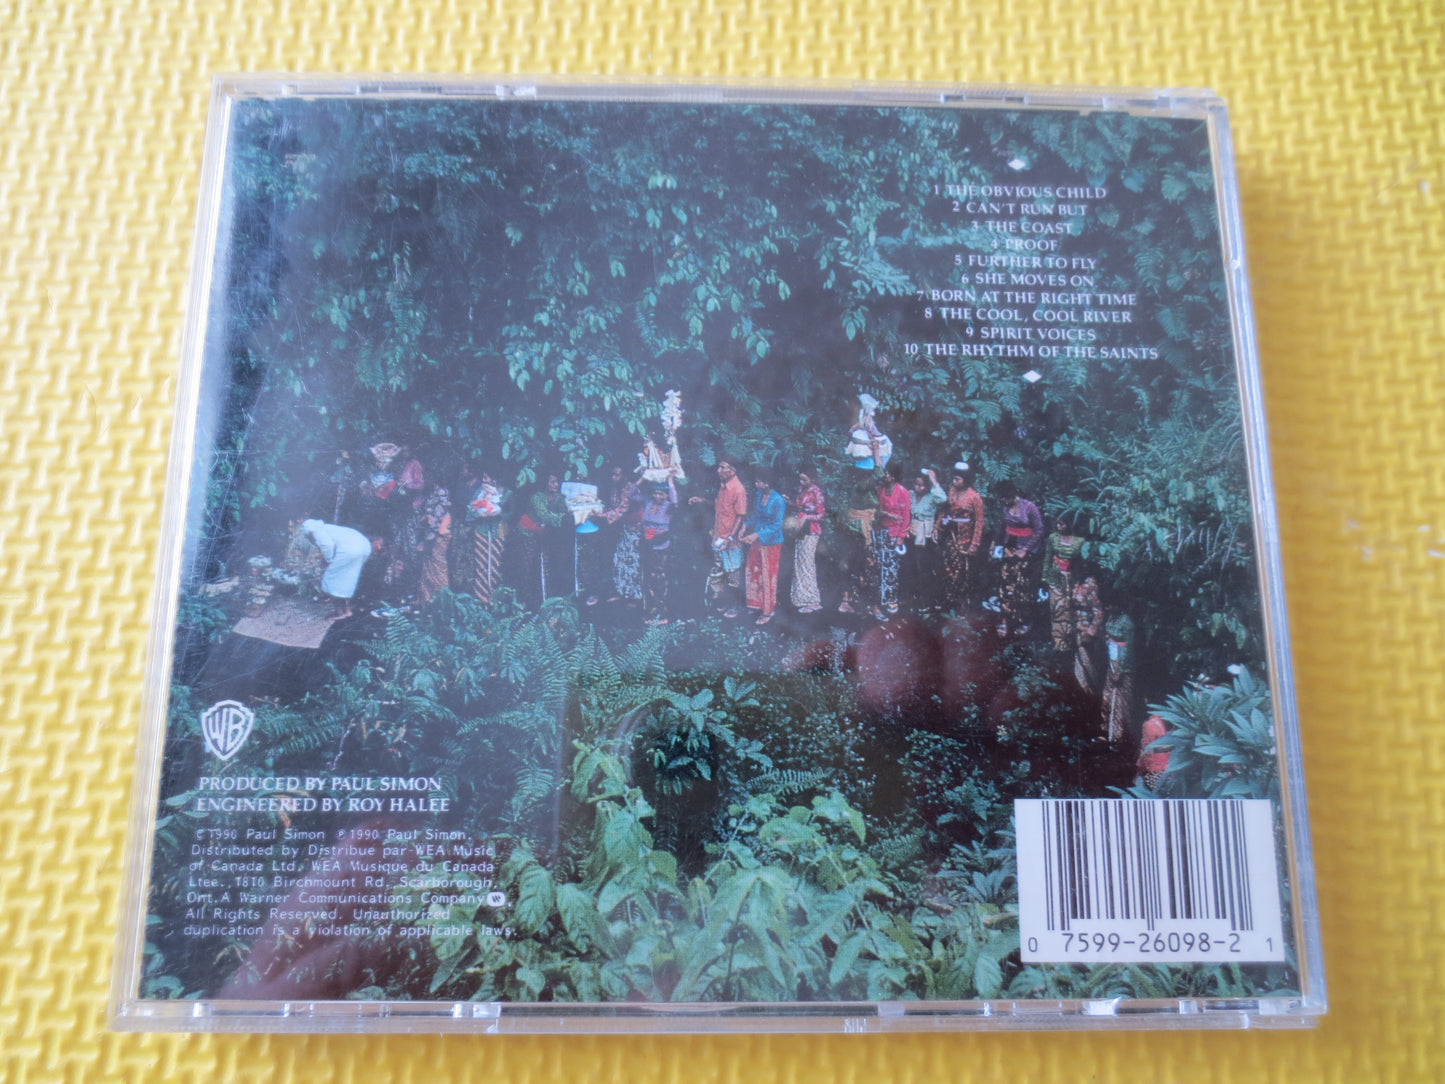 1 THE OBVIOUS CHILD
2 CAN'T RUN BUT
3 THE COAST
4 PROOF
5 FURTHER TO FLY
6 SHE MOVES ON
7 BORN AT THE RIGHT TIME
8 THE COOL, COOL RIVER
9 SPIRIT VOICES
10 THE RHYTHM OF THE SAINTS
WB
PRODUCED BY PAUL SIMON
ENGINEERED BY ROY HALEE
©1990 Paul Simon ℗1990 Paul Simon.
Distributed by Distribue par WEA Music
of Canada Ltd. WEA Musique du Canada
Ltee., 1810 Birchmount Rd., Scarborough,
Ont. A Warner Communications Company W.
All Rights Reserved. Unauthorized
duplication is a violation of applicable laws.
0 7599-26098-2 1